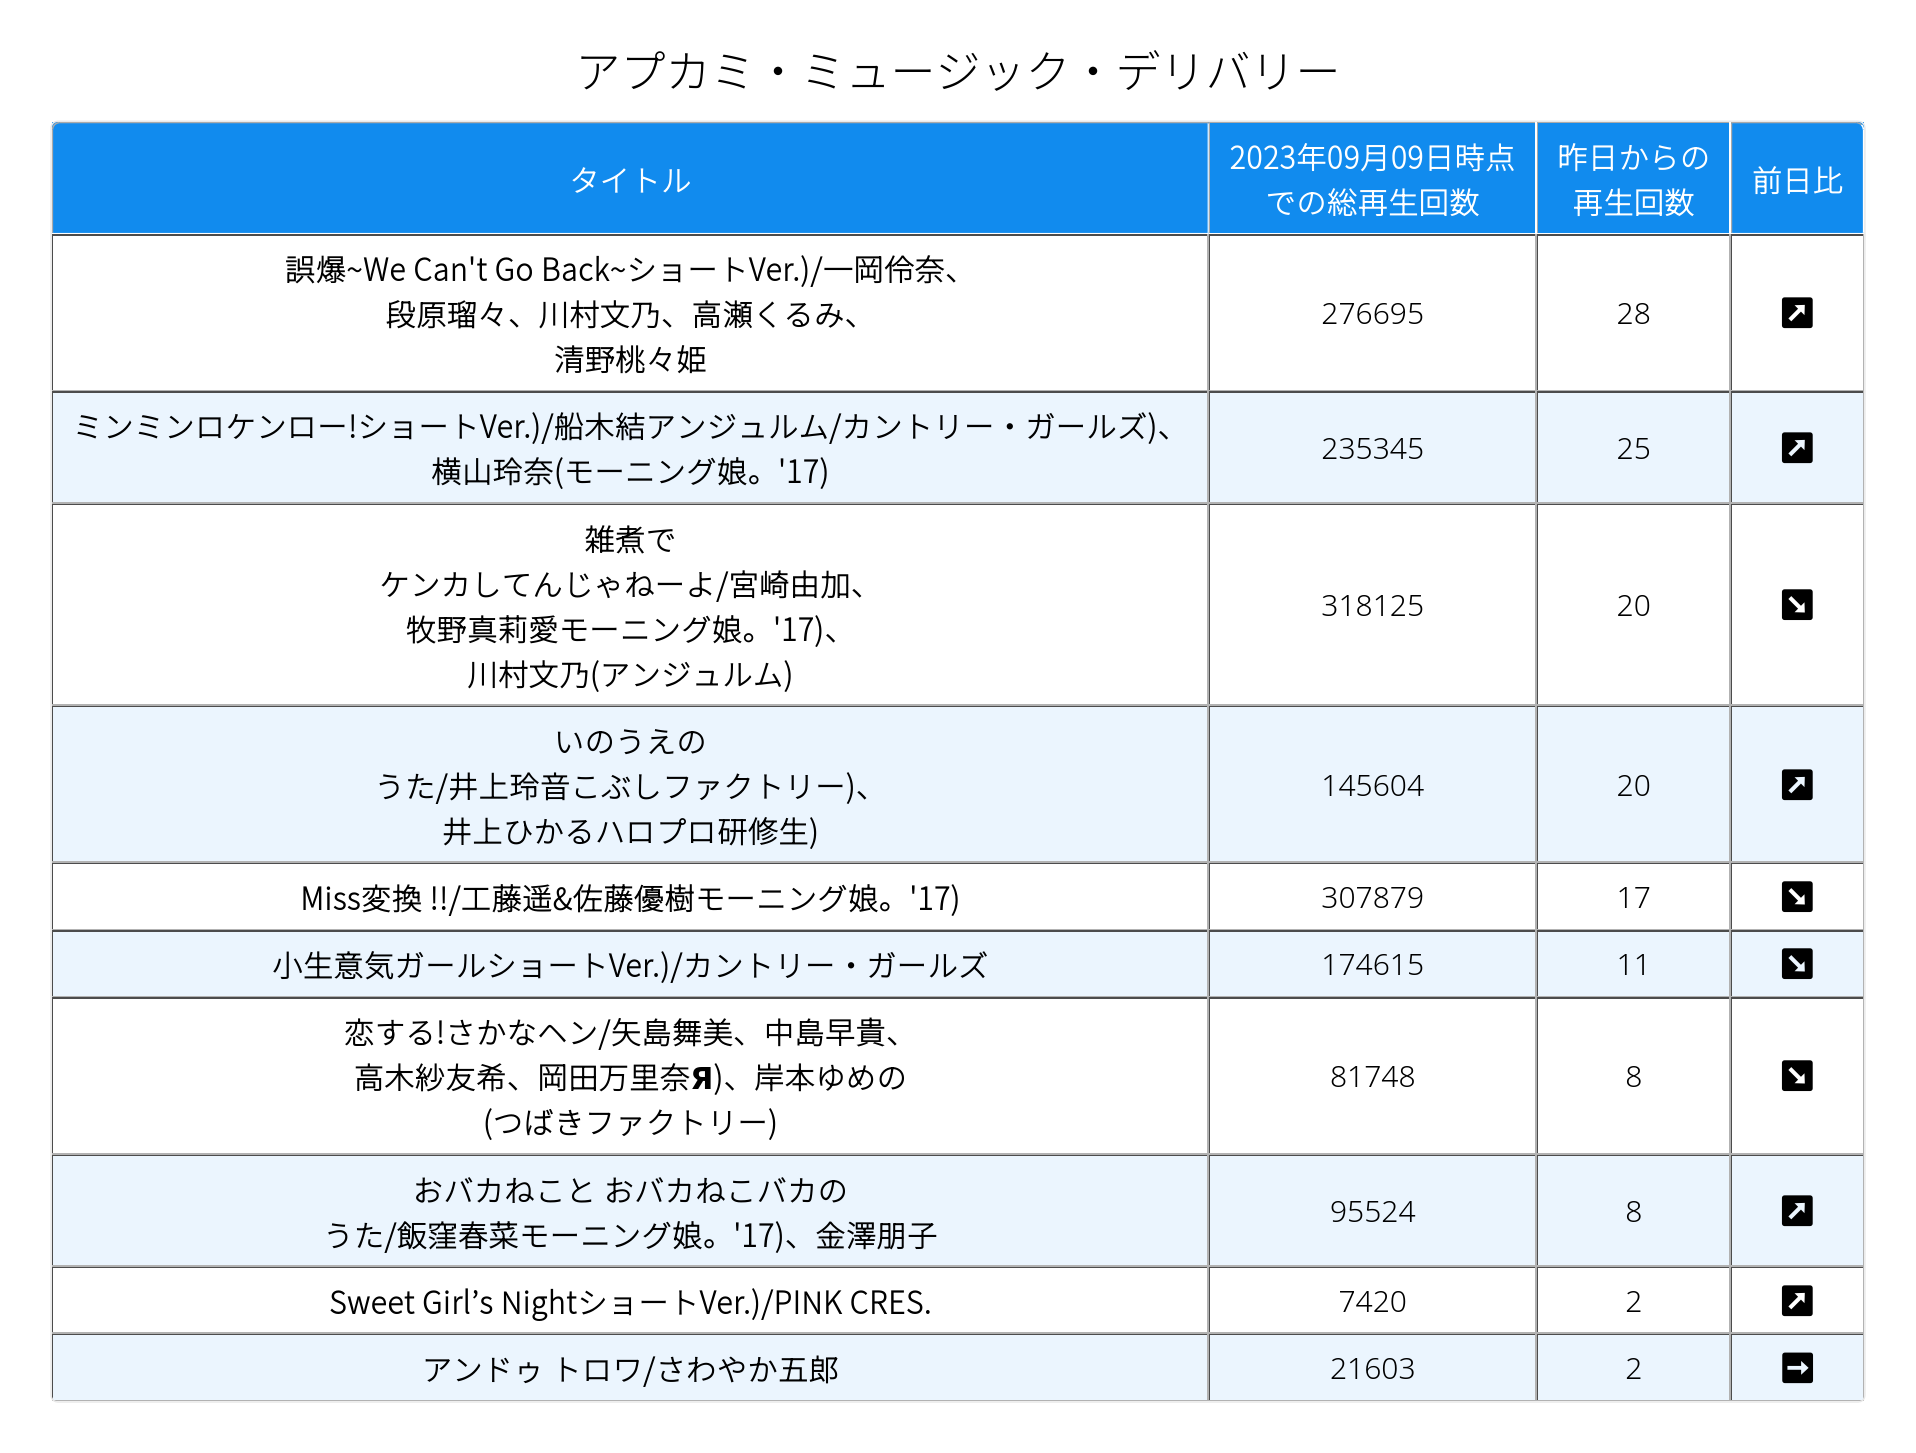 アプカミ・ミュージック・デリバリー
タイトル
2023年09月09日時点
での総再生回数
昨日からの
再生回数
前日比
誤爆~We Can't Go Back~ショートVer.)/一岡伶奈、
段原瑠々、川村文乃、高瀬くるみ、
清野桃々姫
276695
28
ミンミンロケンロー!ショートVer.)/船木結アンジュルム/カントリー・ガールズ)、
横山玲奈(モーニング娘。'17)
235345
25
雑煮で
ケンカしてんじゃねーよ/宮崎由加、
牧野真莉愛モーニング娘。'17)、
川村文乃(アンジュルム)
318125
20
いのうえの
うた/井上玲音こぶしファクトリー)、
井上ひかるハロプロ研修生)
145604
20
Miss変換 !!/工藤遥&佐藤優樹モーニング娘。'17)
307879
17
小生意気ガールショートVer.)/カントリー・ガールズ
174615
11
恋する!さかなヘン/矢島舞美、中島早貴、
高木紗友希、岡田万里奈Я)、岸本ゆめの
(つばきファクトリー)
81748
8
おバカねこと おバカねこバカの
うた/飯窪春菜モーニング娘。'17)、金澤朋子
95524
8
Sweet Girl’s NightショートVer.)/PINK CRES.
7420
2
アンドゥ トロワ/さわやか五郎
21603
2